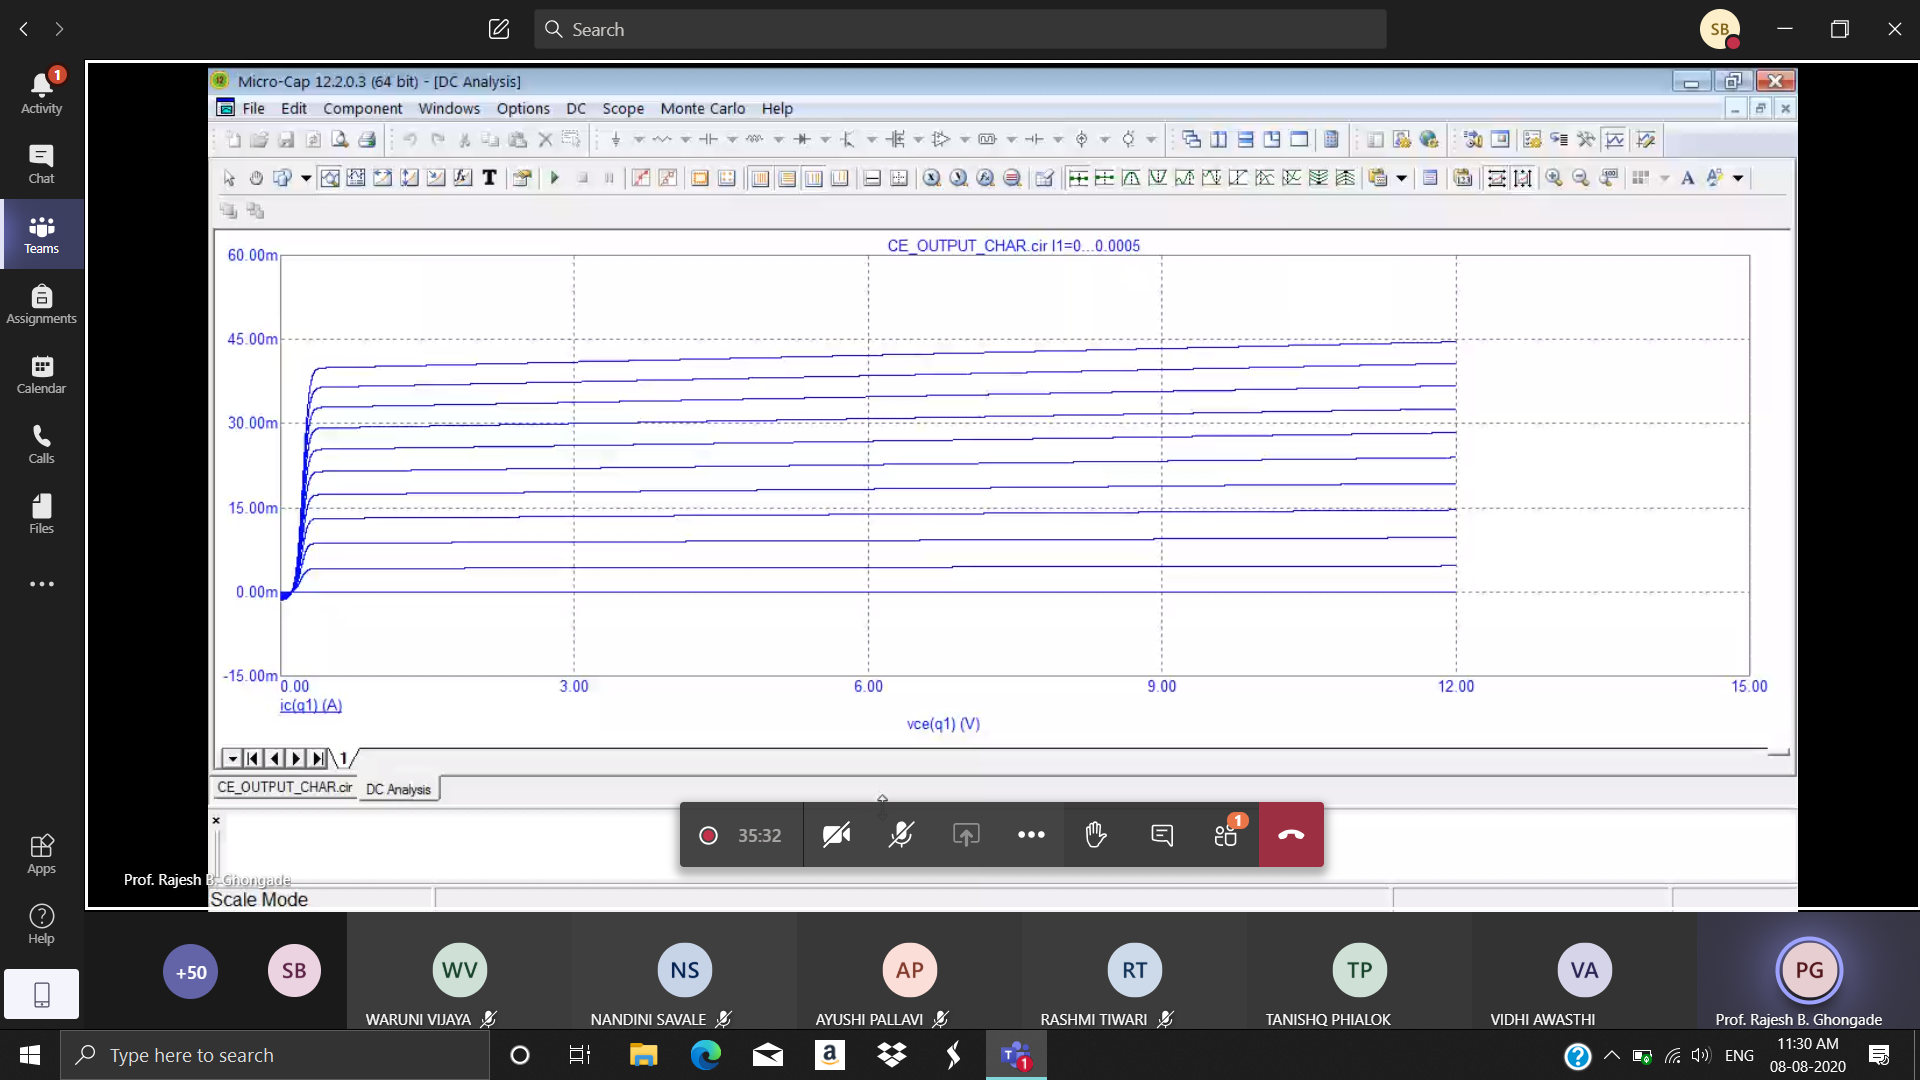 Search
SB
1
Activity
Chat
Teams
Assignments
Calendar
Calls
Files
Apps
Help
Micro-Cap 12.2.0.3 (64 bit) - [DC Analysis]
File Edit Component Windows Options DC Scope Monte Carlo Help
CE_OUTPUT_CHAR.cir I1=0...0.0005
60.00m
45.00m
30.00m
15.00m
0.00m
-15.00m
0.00 3.00 6.00 9.00 12.00 15.00
ic(q1) (A)
vce(q1) (V)
1
CE_OUTPUT_CHAR.cir DC Analysis
35:32
1
Prof. Rajesh B. Ghongade
Scale Mode
+50 SB WV NS AP RT TP VA PG
WARUNI VIJAYA NANDINI SAVALE AYUSHI PALLAVI RASHMI TIWARI TANISHQ PHIALOK VIDHI AWASTHI Prof. Rajesh B. Ghongade
Type here to search
ENG
11:30 AM
08-08-2020